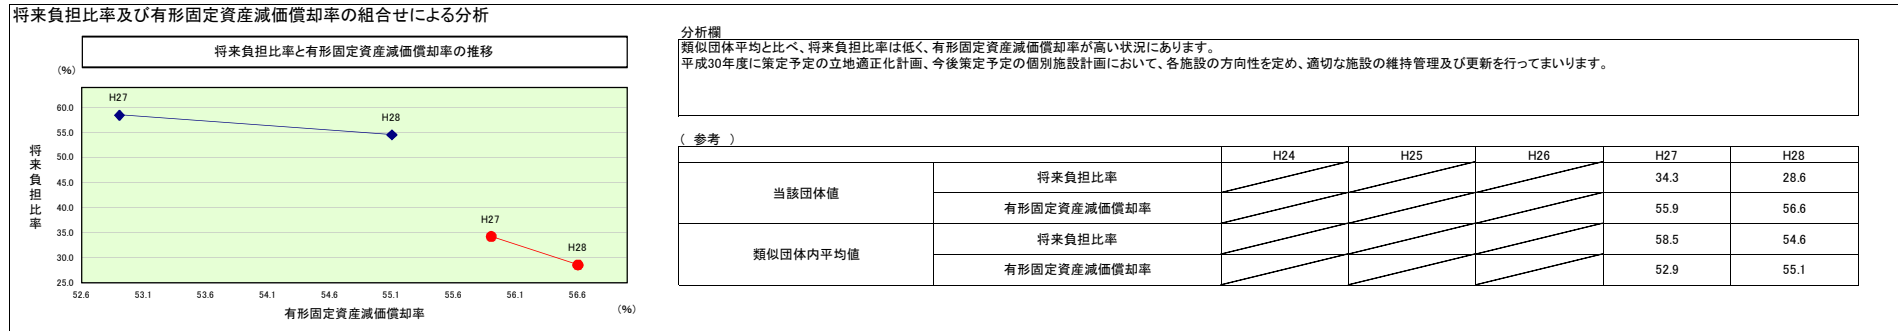 将来負担比率及び有形固定資産減価償却率の組合せによる分析
将来負担比率と有形固定資産減価償却率の推移
(%)
60.0
55.0
50.0
45.0
40.0
35.0
30.0
25.0
将来負担比率
H27
H28
H27
H28
52.6 53.1 53.6 54.1 54.6 55.1 55.6 56.1 56.6
有形固定資産減価償却率
(%)
分析欄
類似団体平均と比べ、将来負担比率は低く、有形固定資産減価償却率が高い状況にあります。
平成30年度に策定予定の立地適正化計画、今後策定予定の個別施設計画において、各施設の方向性を定め、適切な施設の維持管理及び更新を行ってまいります。
( 参考 )
H24 H25 H26 H27 H28
当該団体値
将来負担比率 34.3 28.6
有形固定資産減価償却率 55.9 56.6
類似団体内平均値
将来負担比率 58.5 54.6
有形固定資産減価償却率 52.9 55.1